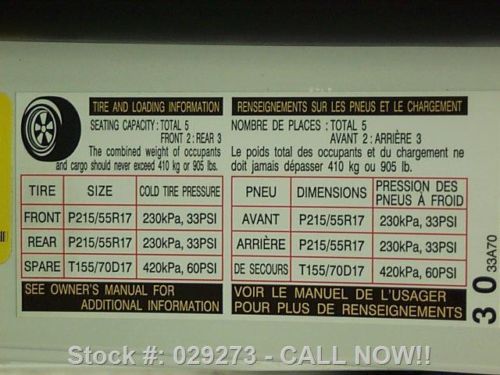 TIRE AND LOADING INFORMATION
SEATING CAPACITY: TOTAL 5
FRONT 2: REAR 3
The combined weight of occupants
and cargo should never exceed 410 kg or 905 lbs.
TIRE SIZE COLD TIRE PRESSURE
FRONT P215/55R17 230kPa, 33PSI
REAR P215/55R17 230kPa, 33PSI
SPARE T155/70D17 420kPa, 60PSI
SEE OWNER'S MANUAL FOR
ADDITIONAL INFORMATION
RENSEIGNEMENTS SUR LES PNEUS ET LE CHARGEMENT
NOMBRE DE PLACES: TOTAL 5
AVANT 2: ARRIÈRE 3
Le poids total des occupants et du chargement ne
doit jamais dépasser 410 kg ou 905 lb.
PNEU DIMENSIONS PRESSION DES
PNEUS À FROID
AVANT P215/55R17 230kPa, 33PSI
ARRIÈRE P215/55R17 230kPa, 33PSI
DE SECOURS T155/70D17 420kPa, 60PSI
VOIR LE MANUEL DE L'USAGER
POUR PLUS DE RENSEIGNEMENTS
30 33A70
Stock #: 029273 - CALL NOW!!